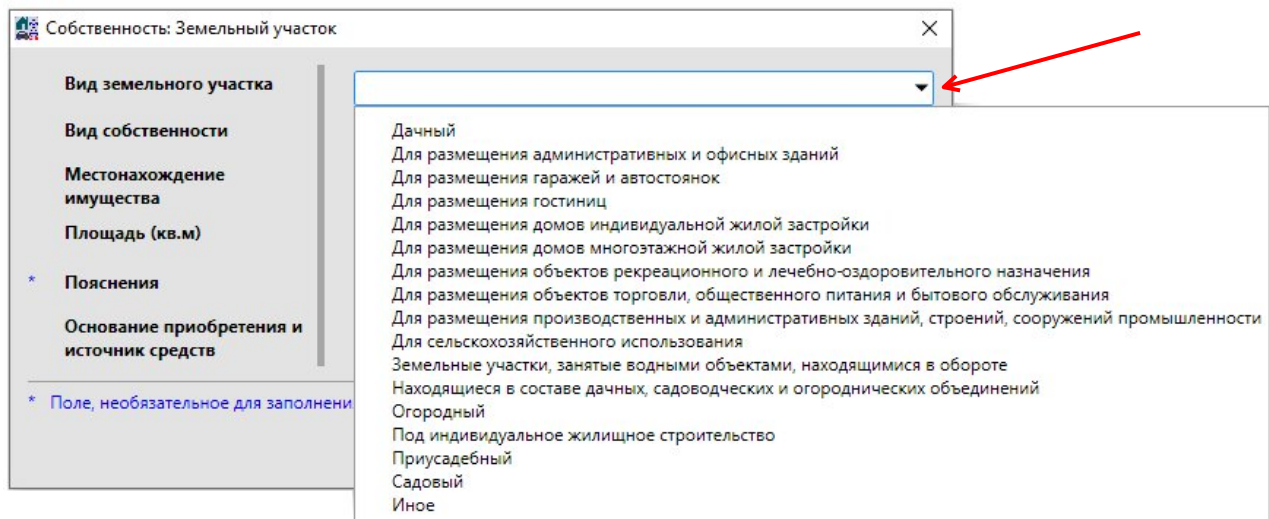 Собственность: Земельный участок
Вид земельного участка
Вид собственности
Местонахождение
имущества
Площадь (кв.м)
* Пояснения
Основание приобретения и
источник средств
* Поле, необязательное для заполнени
Дачный
Для размещения административных и офисных зданий
Для размещения гаражей и автостоянок
Для размещения гостиниц
Для размещения домов индивидуальной жилой застройки
Для размещения домов многоэтажной жилой застройки
Для размещения объектов рекреационного и лечебно-оздоровительного назначения
Для размещения объектов торговли, общественного питания и бытового обслуживания
Для размещения производственных и административных зданий, строений, сооружений промышленности
Для сельскохозяйственного использования
Земельные участки, занятые водными объектами, находящимися в обороте
Находящиеся в составе дачных, садоводческих и огороднических объединений
Огородный
Под индивидуальное жилищное строительство
Приусадебный
Садовый
Иное